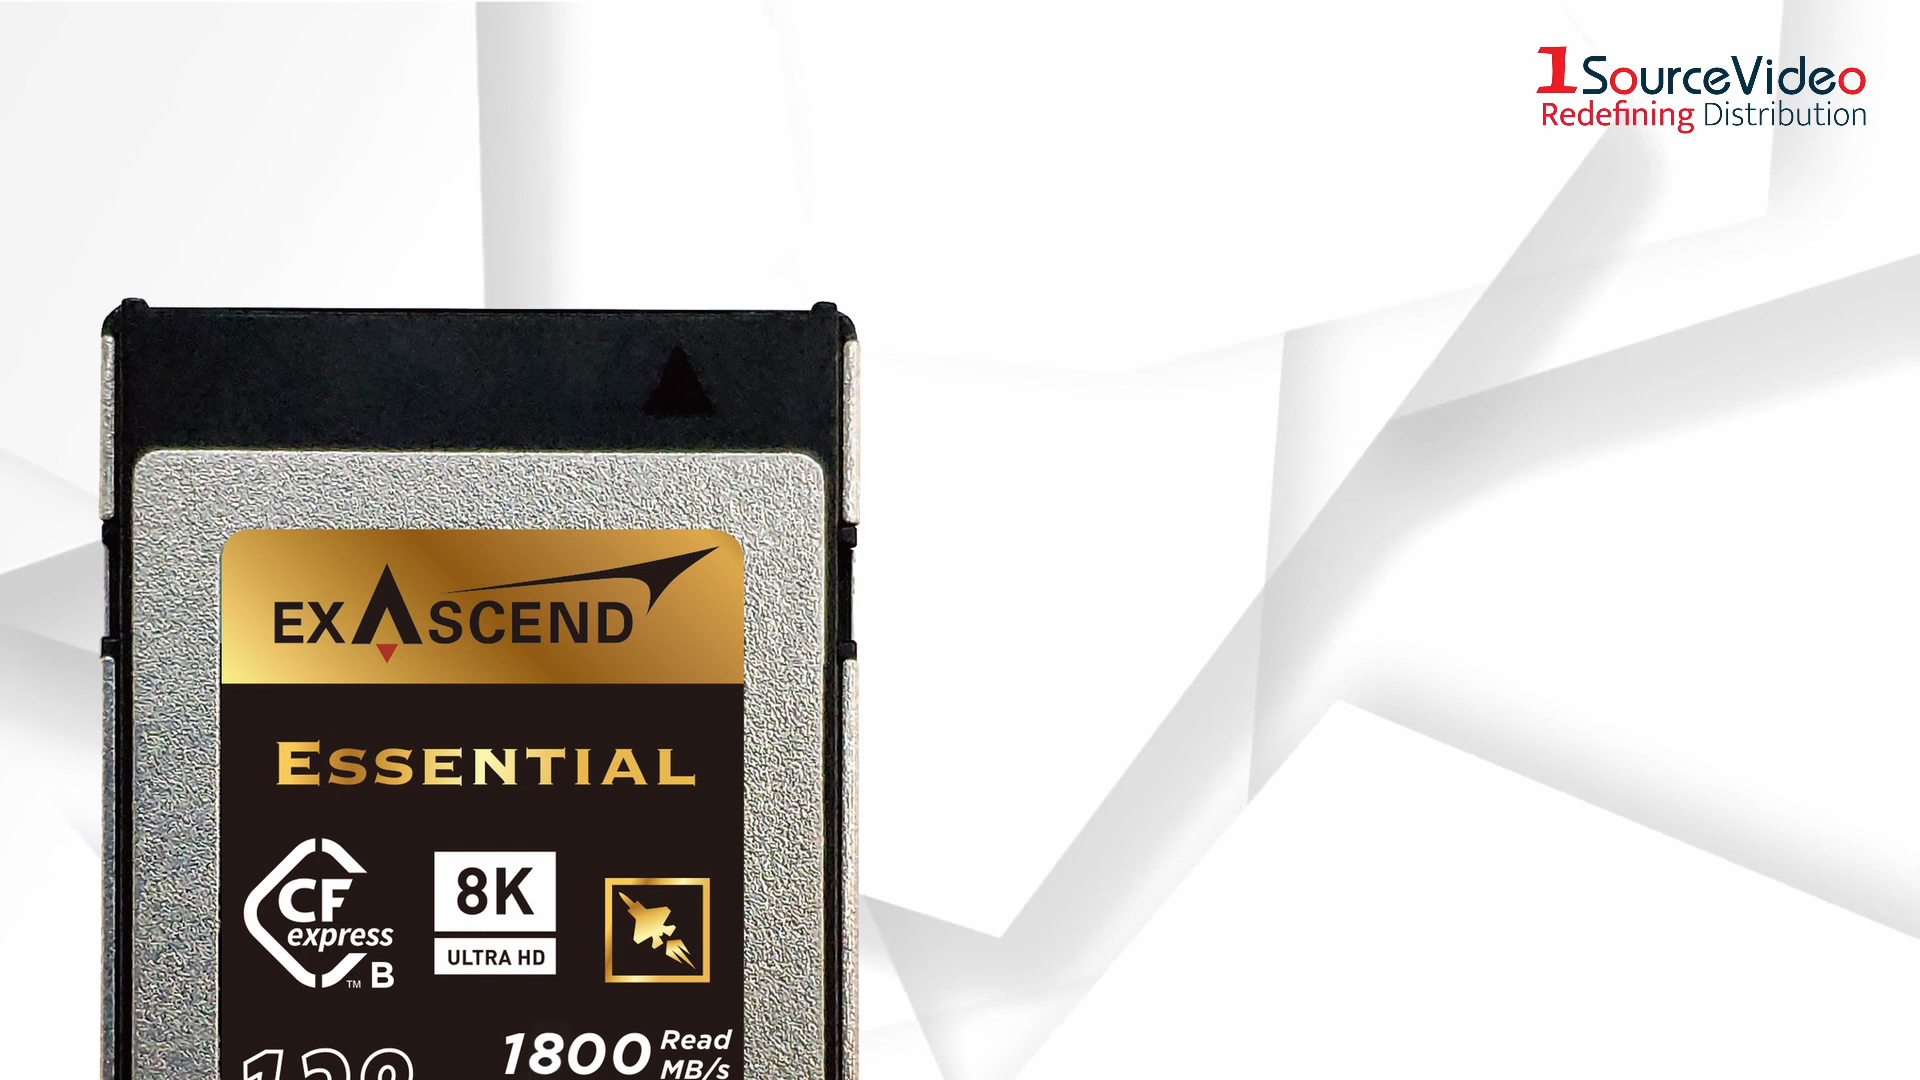 1SourceVideo
Redefining Distribution
EXASCEND
ESSENTIAL
CF
express
™ B
8K
ULTRA HD
1800 Read
MB/s